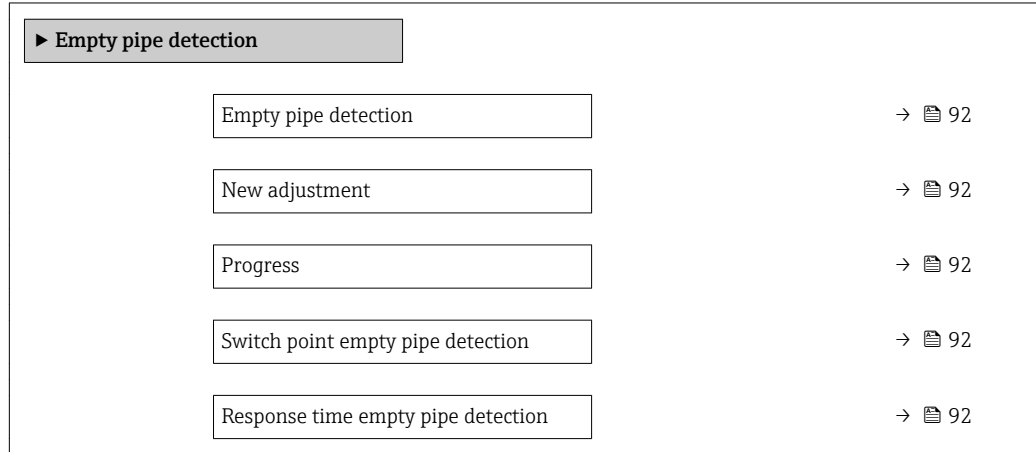 ▶ Empty pipe detection
Empty pipe detection → 92
New adjustment → 92
Progress → 92
Switch point empty pipe detection → 92
Response time empty pipe detection → 92